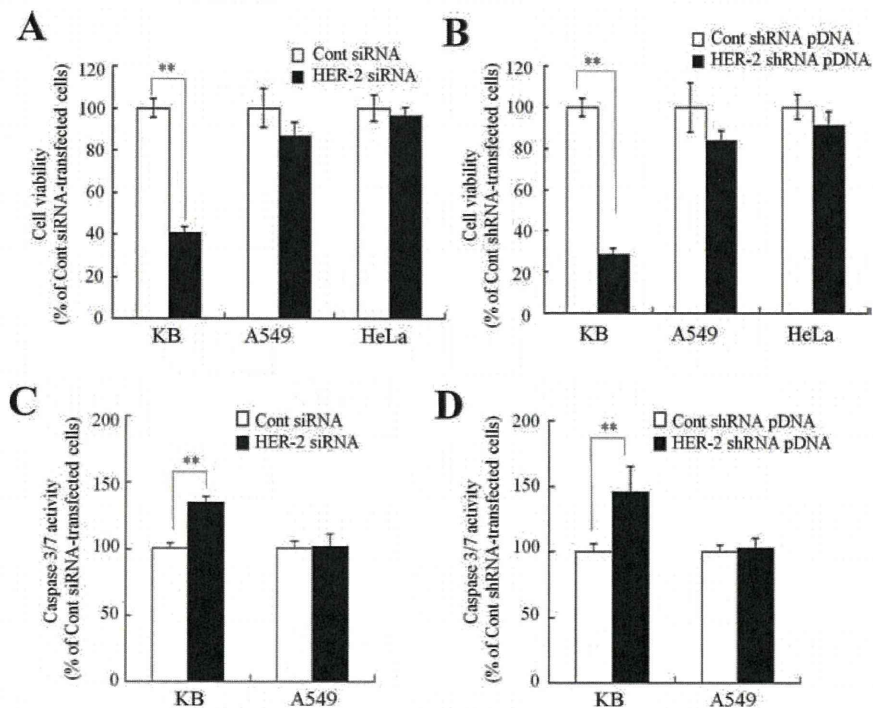 A
Cont siRNA
HER-2 siRNA
**
120
100
80
60
40
20
0
Cell viability
(% of Cont siRNA-transfected cells)
KB A549 HeLa
B
Cont shRNA pDNA
HER-2 shRNA pDNA
**
120
100
80
60
40
20
0
Cell viability
(% of Cont shRNA-transfected cells)
KB A549 HeLa
C
Cont siRNA
HER-2 siRNA
**
200
150
100
50
0
Caspase 3/7 activity
(% of Cont siRNA-transfected cells)
KB A549
D
Cont shRNA pDNA
HER-2 shRNA pDNA
**
200
150
100
50
0
Caspase 3/7 activity
(% of Cont shRNA-transfected cells)
KB A549